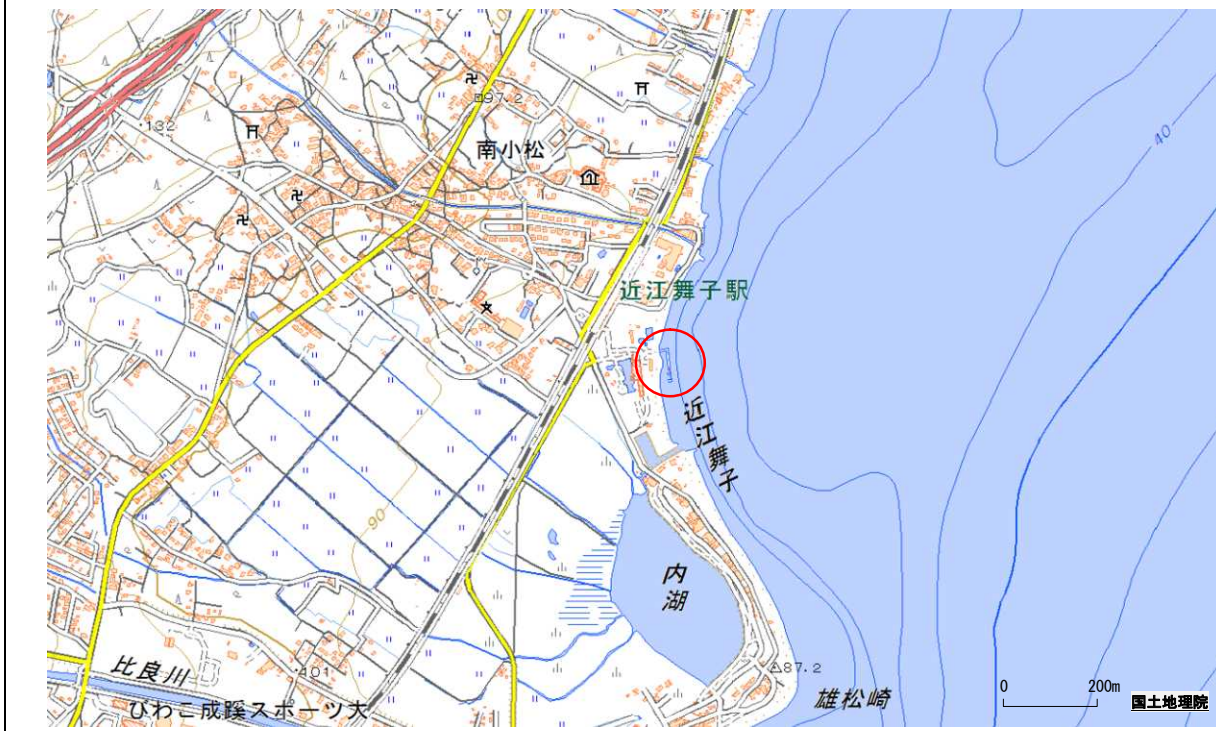 100
97.2
132
40
南小松
近江舞子駅
近江舞子
90
内湖
87.2
比良川
101
びわこ成蹊スポーツ大
雄松崎
0 200m
国土地理院